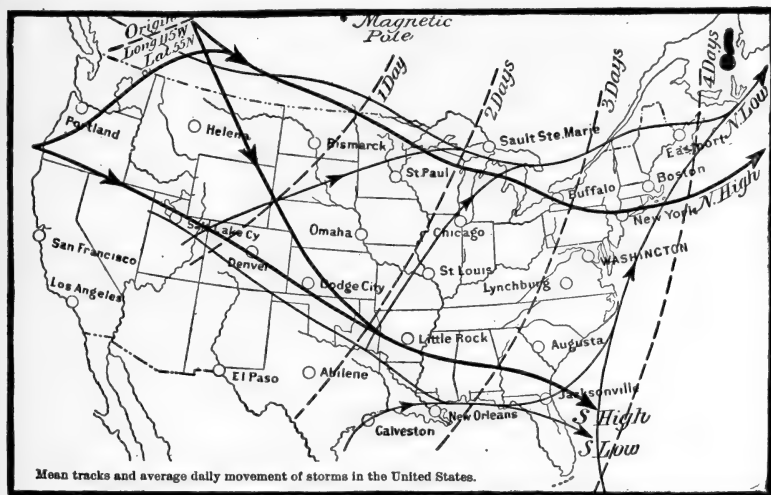 Magnetic
Pole
Origin
Long 115W
Lat. 55N
1 Day
2 Days
3 Days
4 Days
Portland
Helena
Bismarck
Sault Ste. Marie
St. Paul
Eastport
N. Low
Boston
Buffalo
New York
N. High
Salt Lake Cy
Omaha
Chicago
WASHINGTON
San Francisco
Denver
St Louis
Lynchburg
Dodge City
Los Angeles
Little Rock
Augusta
El Paso
Abilene
Jacksonville
New Orleans
S High
Galveston
S Low
Mean tracks and average daily movement of storms in the United States.